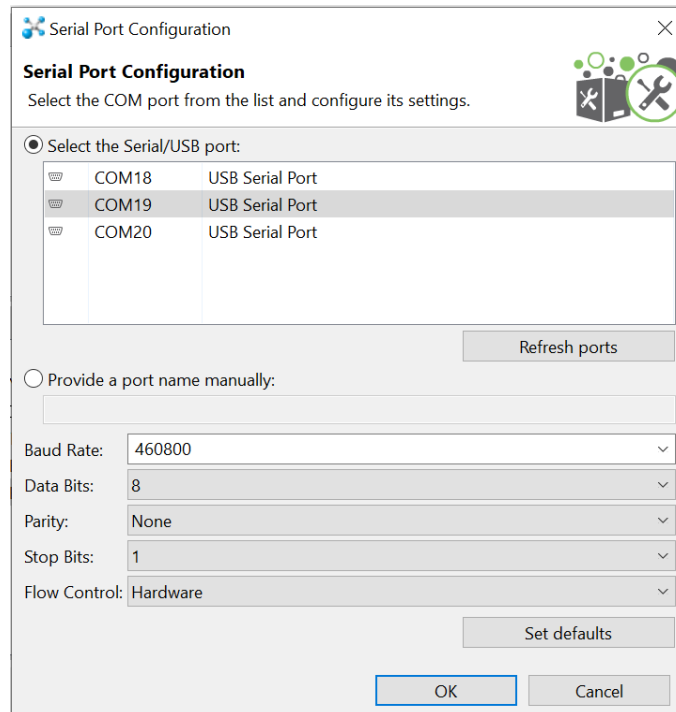 Serial Port Configuration
Serial Port Configuration
Select the COM port from the list and configure its settings.
Select the Serial/USB port:
COM18 USB Serial Port
COM19 USB Serial Port
COM20 USB Serial Port
Refresh ports
Provide a port name manually:
Baud Rate: 460800
Data Bits: 8
Parity: None
Stop Bits: 1
Flow Control: Hardware
Set defaults
OK Cancel